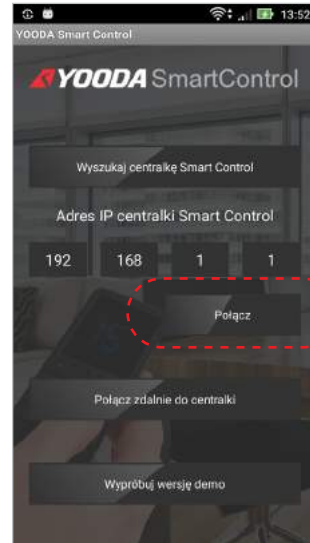 13:52
YOODA Smart Control
YOODA SmartControl
Wyszukaj centralkę Smart Control
Adres IP centralki Smart Control
192 168 1 1
Połącz
Połącz zdalnie do centralki
Wypróbuj wersję demo